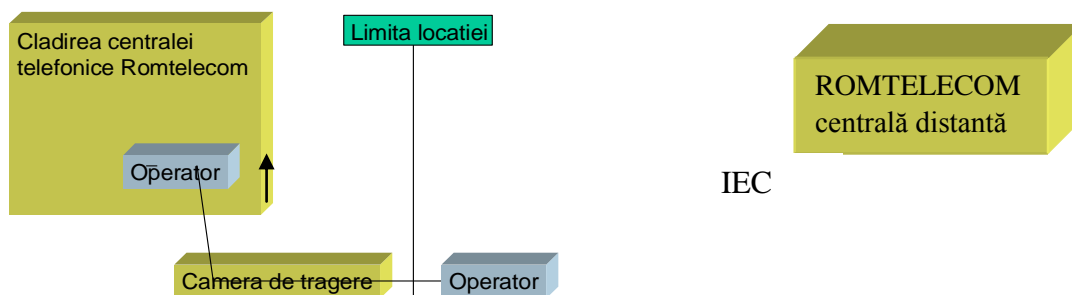 Cladirea centralei
telefonice Romtelecom
Limita locatiei
ROMTELECOM
centrală distantă
Operator
IEC
Camera de tragere
Operator